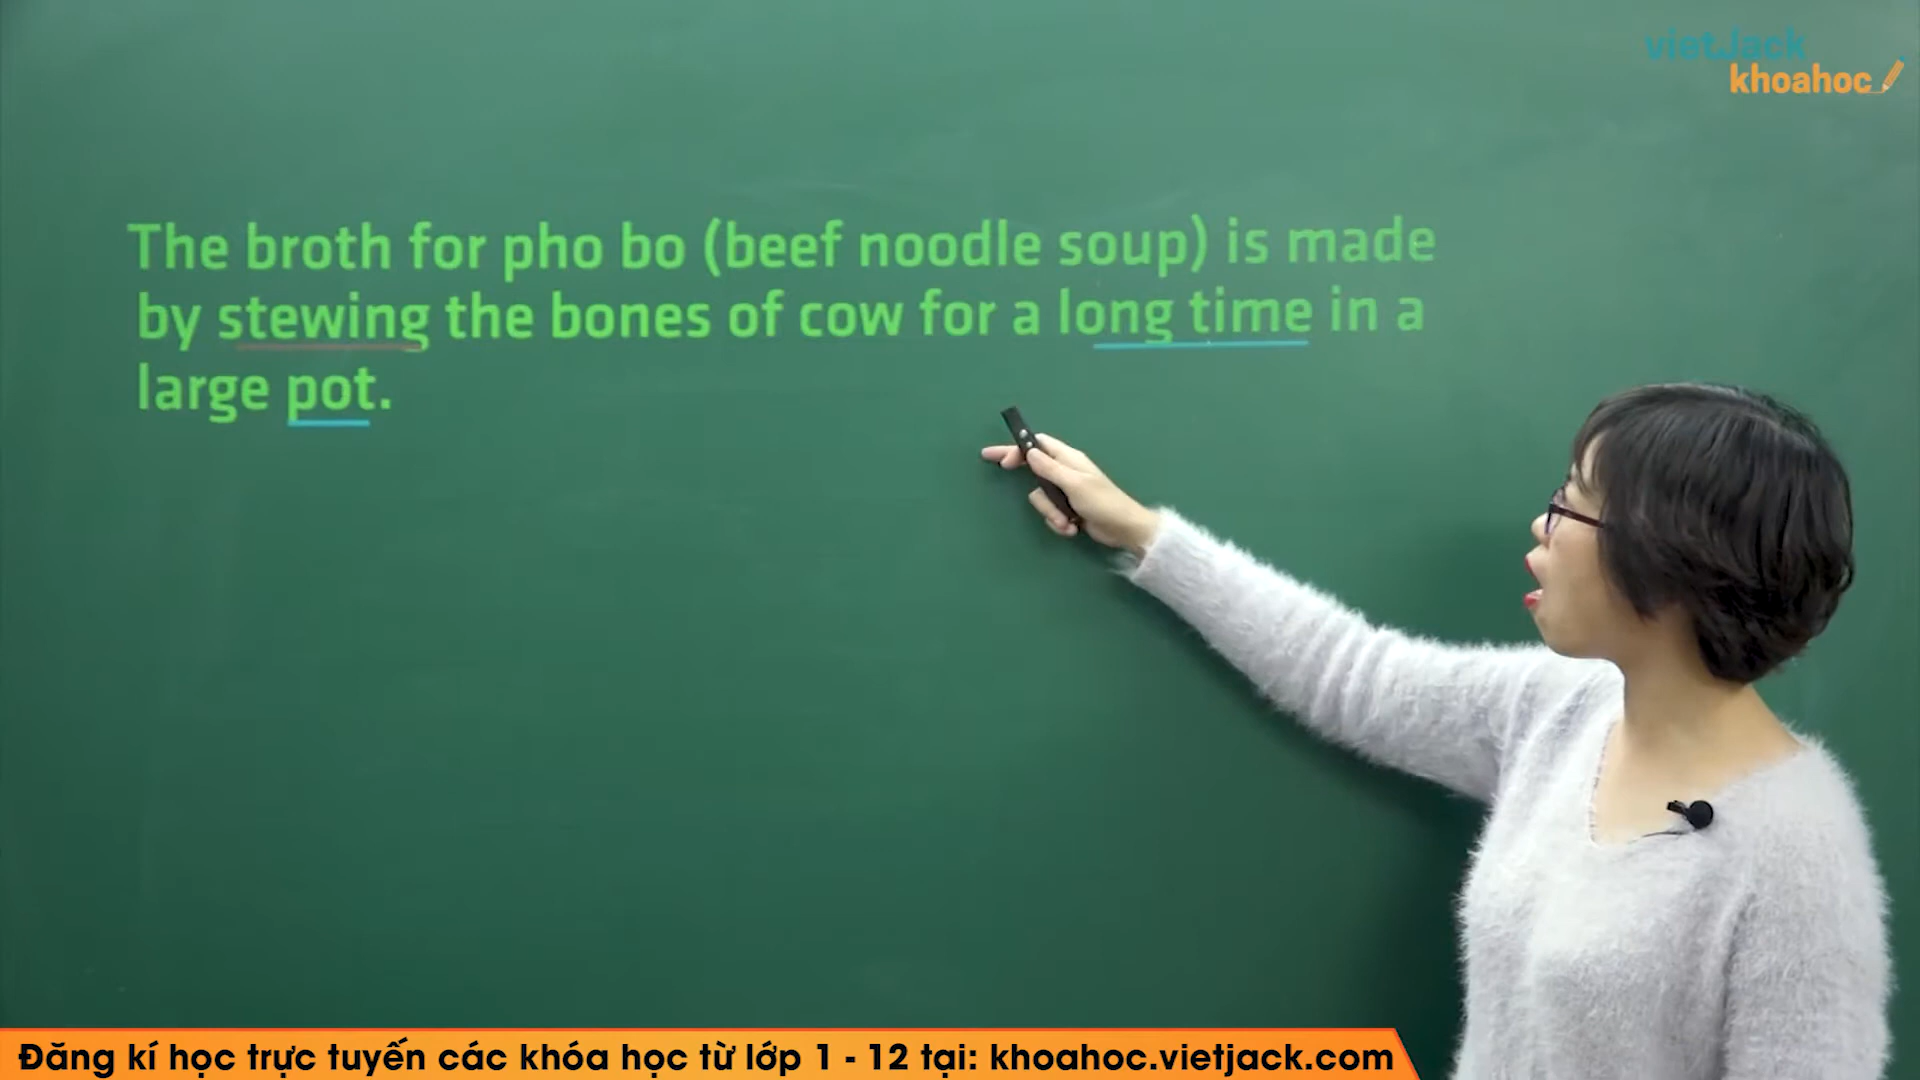 vietJack
khoahoc
The broth for pho bo (beef noodle soup) is made
by stewing the bones of cow for a long time in a
large pot.
Đăng kí học trực tuyến các khóa học từ lớp 1 - 12 tại: khoahoc.vietjack.com